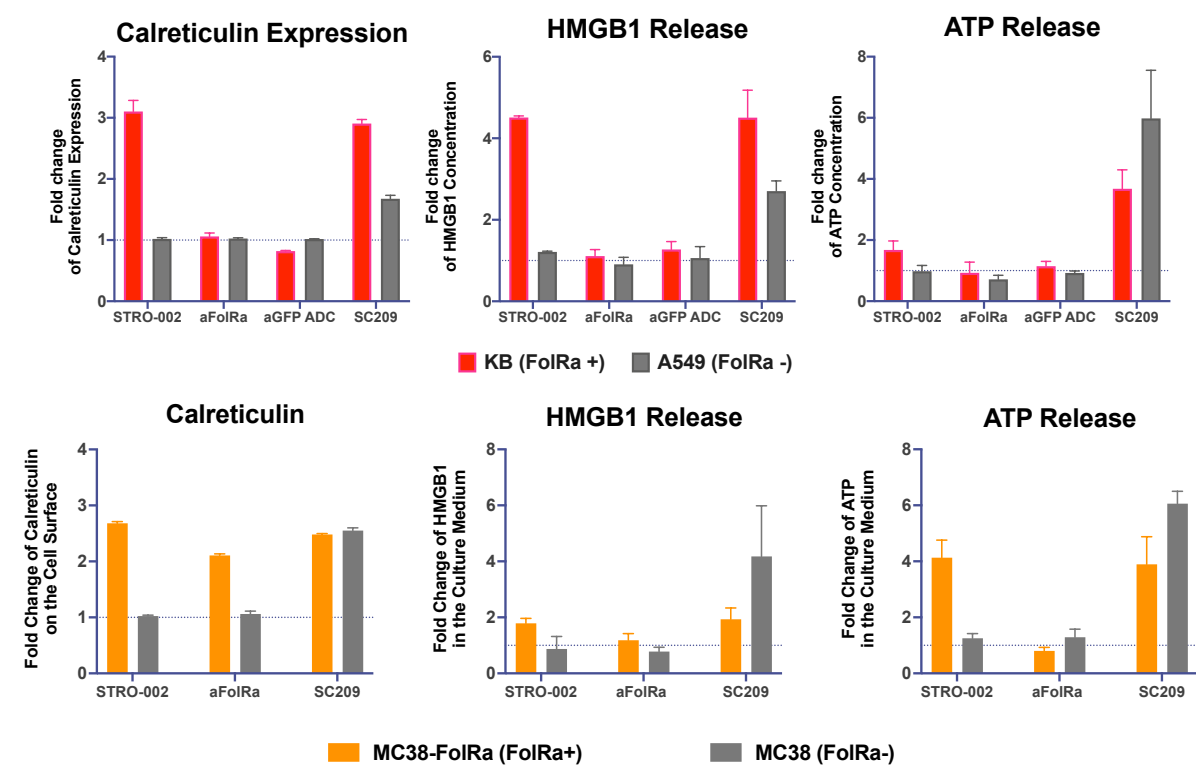 Calreticulin Expression
Fold change
of Calreticulin Expression
4
3
2
1
0
STRO-002 aFolRa aGFP ADC SC209
HMGB1 Release
Fold change
of HMGB1 Concentration
6
4
2
0
STRO-002 aFolRa aGFP ADC SC209
ATP Release
Fold change
of ATP Concentration
8
6
4
2
0
STRO-002 aFolRa aGFP ADC SC209
KB (FolRa +) A549 (FolRa -)
Calreticulin
Fold Change of Calreticulin
on the Cell Surface
4
3
2
1
0
STRO-002 aFolRa SC209
HMGB1 Release
Fold Change of HMGB1
in the Culture Medium
8
6
4
2
0
STRO-002 aFolRa SC209
ATP Release
Fold Change of ATP
in the Culture Medium
8
6
4
2
0
STRO-002 aFolRa SC209
MC38-FolRa (FolRa+) MC38 (FolRa-)